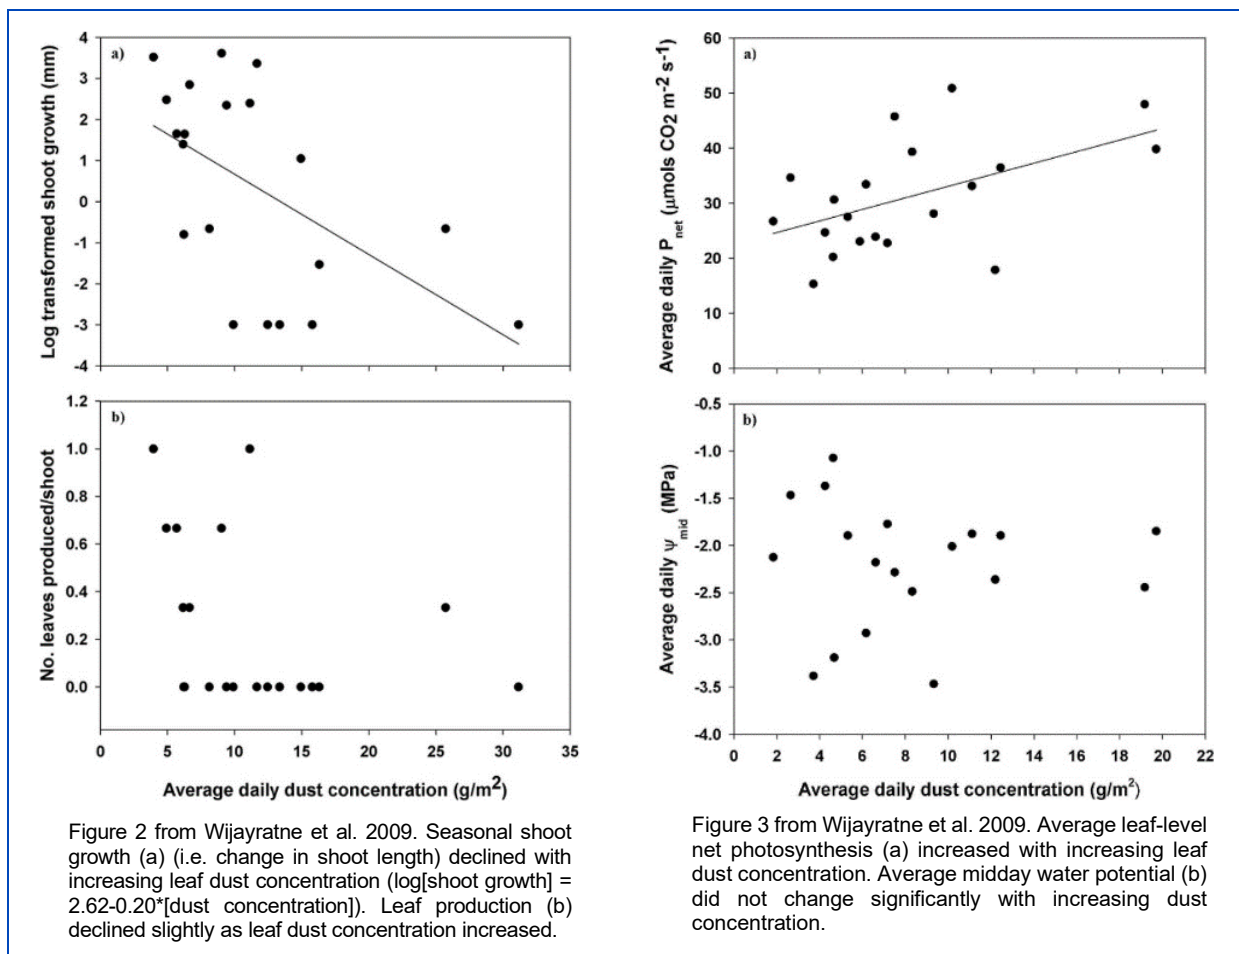 a)
Log transformed shoot growth (mm)
4
3
2
1
0
-1
-2
-3
-4
b)
No. leaves produced/shoot
1.2
1.0
0.8
0.6
0.4
0.2
0.0
0 5 10 15 20 25 30 35
Average daily dust concentration (g/m2)
Figure 2 from Wijayratne et al. 2009. Seasonal shoot
growth (a) (i.e. change in shoot length) declined with
increasing leaf dust concentration (log[shoot growth] =
2.62-0.20*[dust concentration]). Leaf production (b)
declined slightly as leaf dust concentration increased.
a)
Average daily Pnet (μmols CO2 m-2 s-1)
60
50
40
30
20
10
0
b)
Average daily ψmid (MPa)
-0.5
-1.0
-1.5
-2.0
-2.5
-3.0
-3.5
-4.0
0 2 4 6 8 10 12 14 16 18 20 22
Average daily dust concentration (g/m2)
Figure 3 from Wijayratne et al. 2009. Average leaf-level
net photosynthesis (a) increased with increasing leaf
dust concentration. Average midday water potential (b)
did not change significantly with increasing dust
concentration.